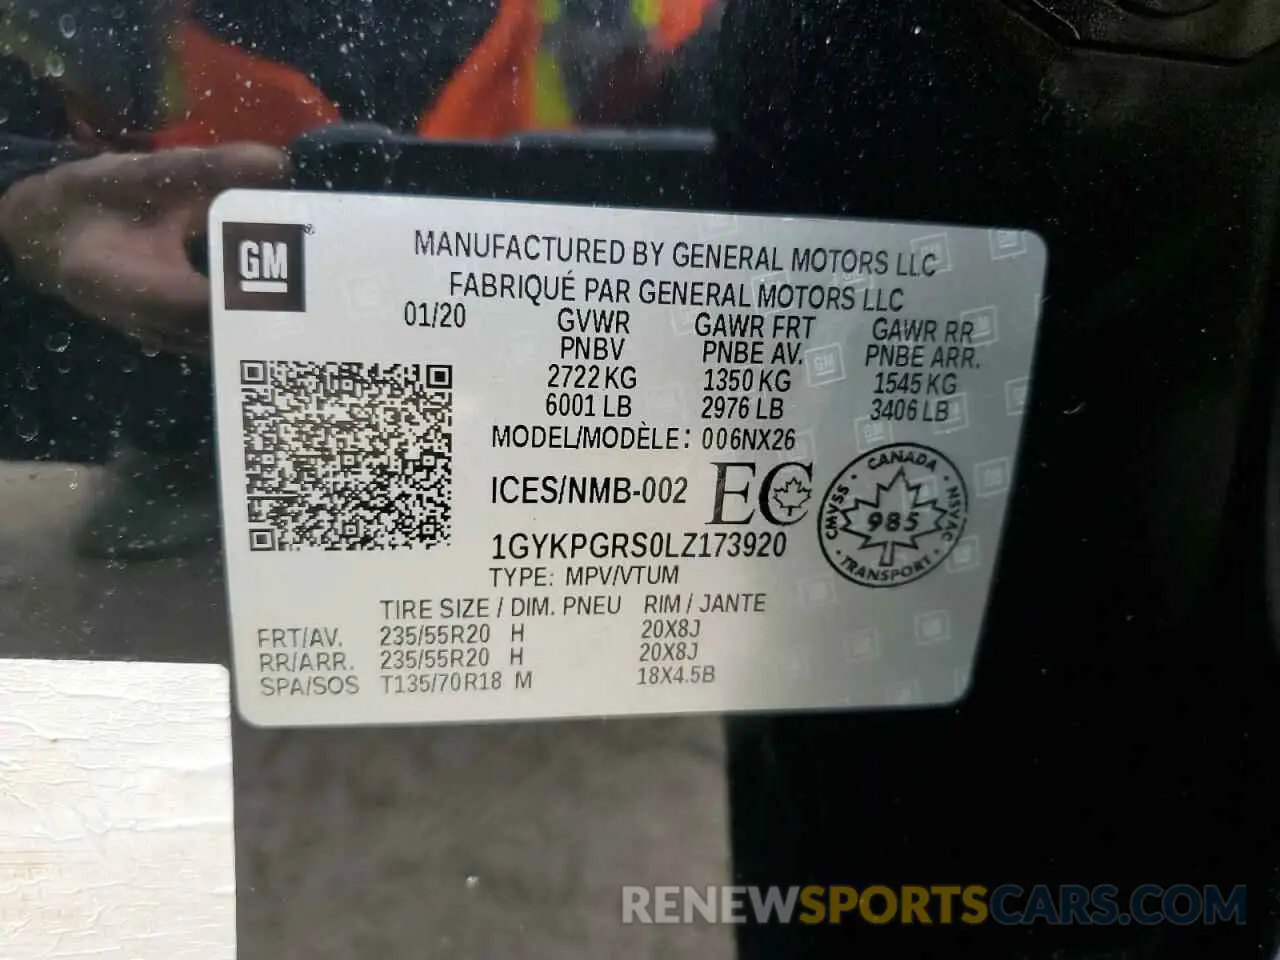 GM ®
MANUFACTURED BY GENERAL MOTORS LLC
FABRIQUÉ PAR GENERAL MOTORS LLC
01/20 GVWR GAWR FRT GAWR RR
PNBV PNBE AV. PNBE ARR.
2722 KG 1350 KG 1545 KG
6001 LB 2976 LB 3406 LB
MODEL/MODÈLE: 006NX26
ICES/NMB-002 EC
CANADA
CMVSS 985 NSVAC
TRANSPORT
1GYKPGRS0LZ173920
TYPE: MPV/VTUM
TIRE SIZE / DIM. PNEU RIM / JANTE
FRT/AV. 235/55R20 H 20X8J
RR/ARR. 235/55R20 H 20X8J
SPA/SOS T135/70R18 M 18X4.5B
RENEWSPORTSCARS.COM